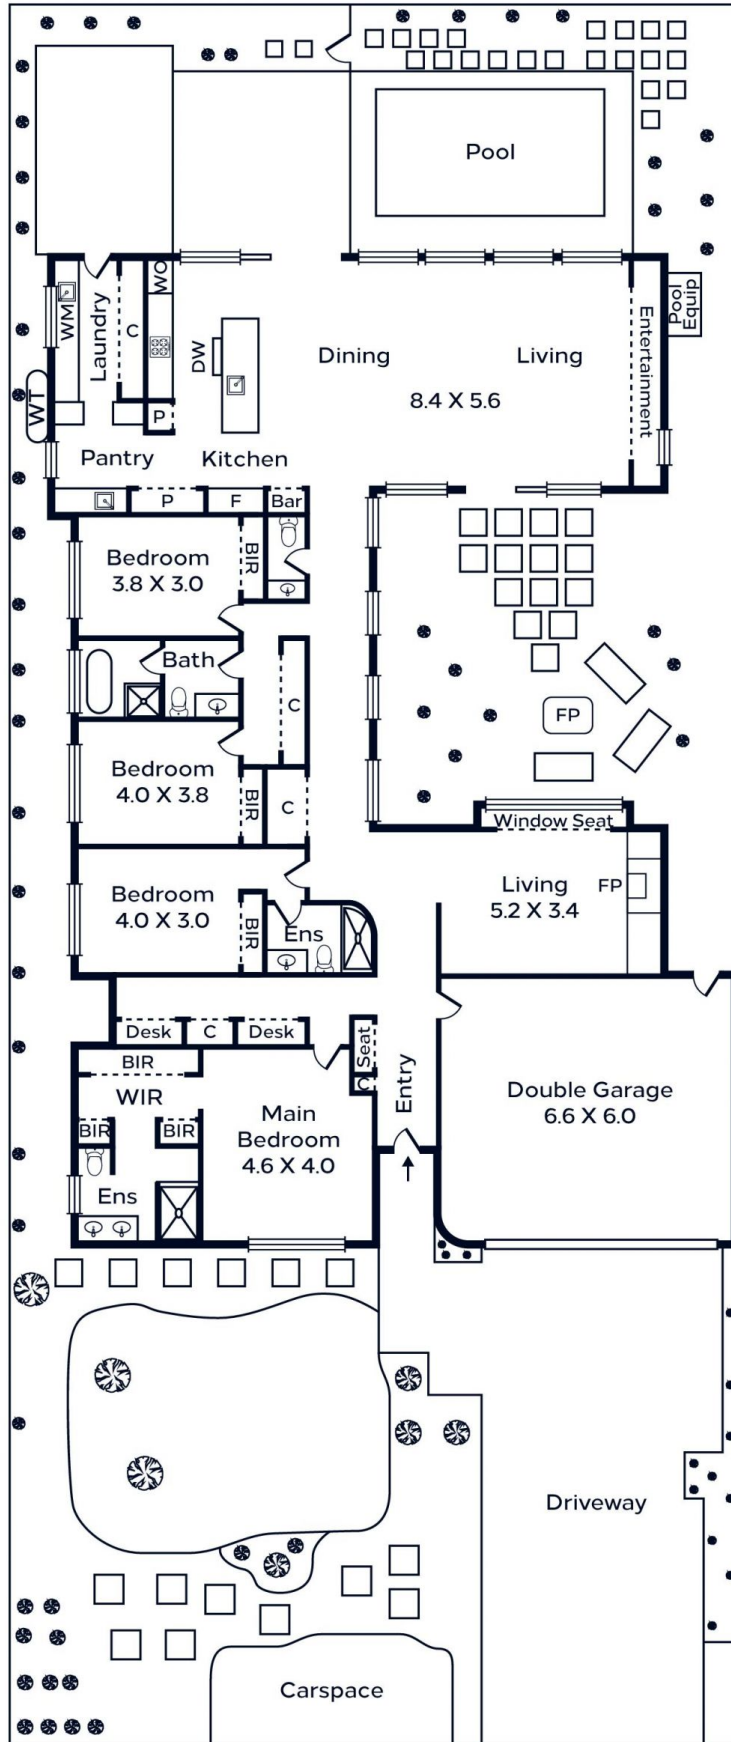 Pool
WO
WM
Laundry
C
DW
Dining
Living
8.4 X 5.6
Entertainment
Pool
Equip
WT
P
Pantry
Kitchen
P
F
Bar
Bedroom
3.8 X 3.0
BIR
Bath
C
FP
Bedroom
4.0 X 3.8
BIR
C
Window Seat
Bedroom
4.0 X 3.0
BIR
Ens
Living
5.2 X 3.4
FP
Desk
C
Desk
Seat
C
Entry
BIR
WIR
BIR
BIR
Main
Bedroom
4.6 X 4.0
Ens
Double Garage
6.6 X 6.0
Driveway
Carspace